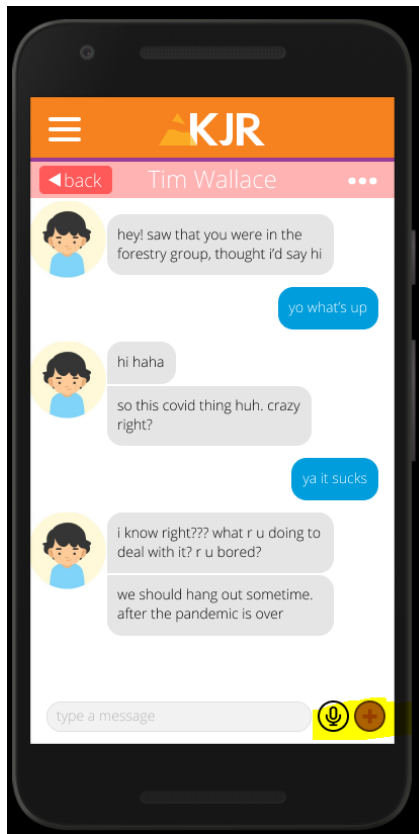 KJR
back
Tim Wallace
hey! saw that you were in the
forestry group, thought i'd say hi
yo what's up
hi haha
so this covid thing huh. crazy
right?
ya it sucks
i know right??? what r u doing to
deal with it? r u bored?
we should hang out sometime.
after the pandemic is over
type a message